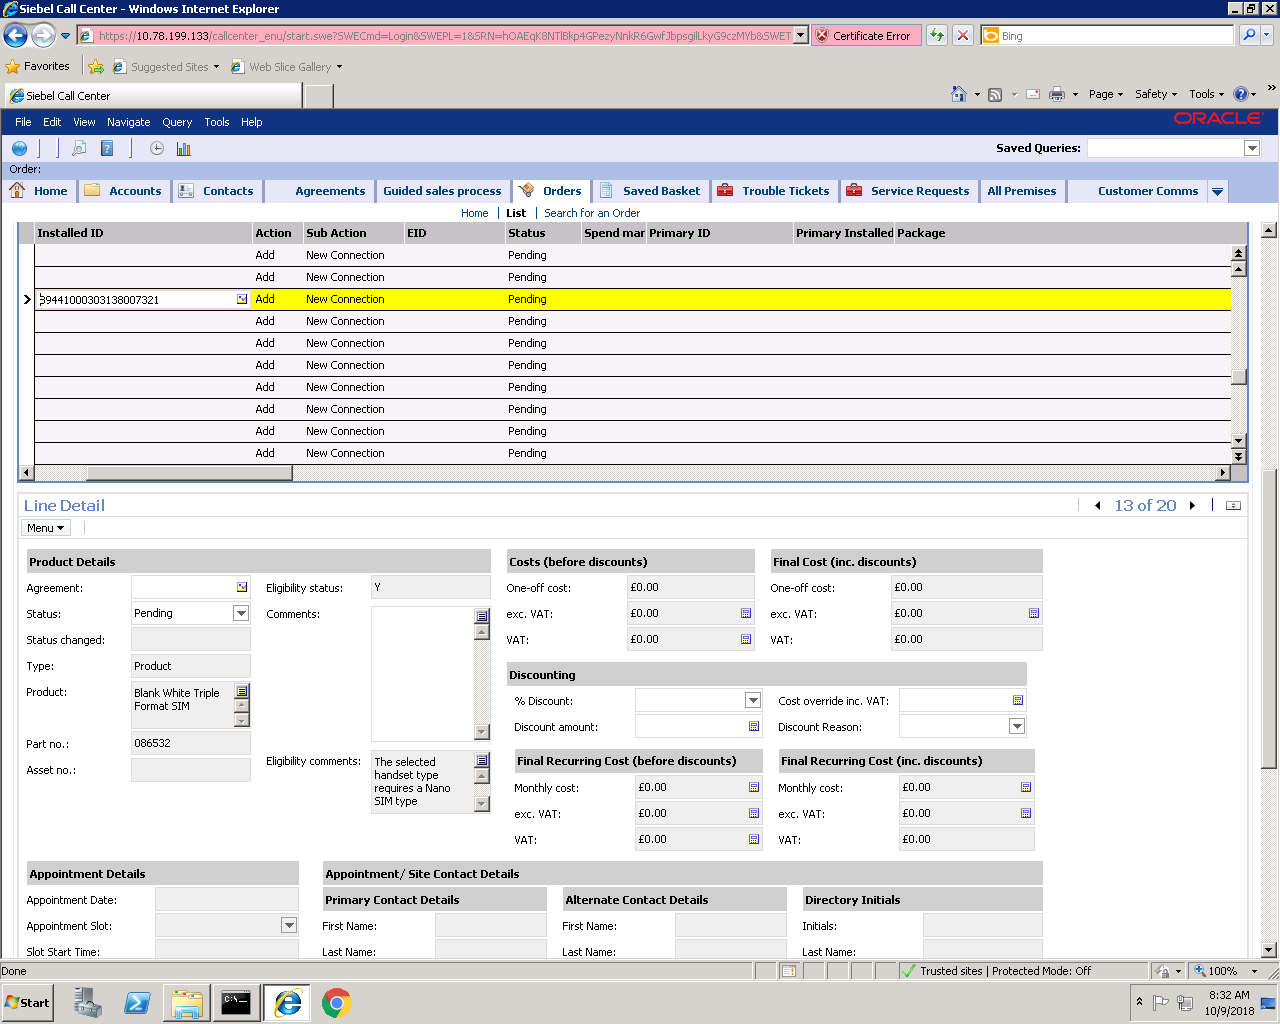 Siebel Call Center - Windows Internet Explorer
https://10.78.199.133/callcenter_enu/start.swe?SWECmd=Login&SWEPL=1&SRN= Certificate Error Bing
Favorites Suggested Sites Web Slice Gallery
Siebel Call Center Page Safety Tools
File Edit View Navigate Query Tools Help ORACLE
Saved Queries:
Order:
Home Accounts Contacts Agreements Guided sales process Orders Saved Basket Trouble Tickets Service Requests All Premises Customer Comms
Home List Search for an Order
Installed ID Action Sub Action EID Status Spend mar Primary ID Primary Installed Package
Add New Connection Pending
Add New Connection Pending
89441000303138007321 Add New Connection Pending
Add New Connection Pending
Add New Connection Pending
Add New Connection Pending
Add New Connection Pending
Add New Connection Pending
Add New Connection Pending
Add New Connection Pending
Line Detail 13 of 20
Menu
Product Details Costs (before discounts) Final Cost (inc. discounts)
Agreement: Eligibility status: Y One-off cost: £0.00 One-off cost: £0.00
Status: Pending Comments: exc. VAT: £0.00 exc. VAT: £0.00
Status changed: VAT: £0.00 VAT: £0.00
Type: Product
Discounting
Product: Blank White Triple
Format SIM
% Discount: Cost override inc. VAT:
Discount amount: Discount Reason:
Part no.: 086532
Asset no.:
Eligibility comments: The selected
handset type
requires a Nano
SIM type
Final Recurring Cost (before discounts) Final Recurring Cost (inc. discounts)
Monthly cost: £0.00 Monthly cost: £0.00
exc. VAT: £0.00 exc. VAT: £0.00
VAT: £0.00 VAT: £0.00
Appointment Details Appointment/ Site Contact Details
Appointment Date: Primary Contact Details Alternate Contact Details Directory Initials
Appointment Slot: First Name: First Name: Initials:
Slot Start Time: Last Name: Last Name: Last Name:
Done Trusted sites | Protected Mode: Off 100%
Start 8:32 AM
10/9/2018